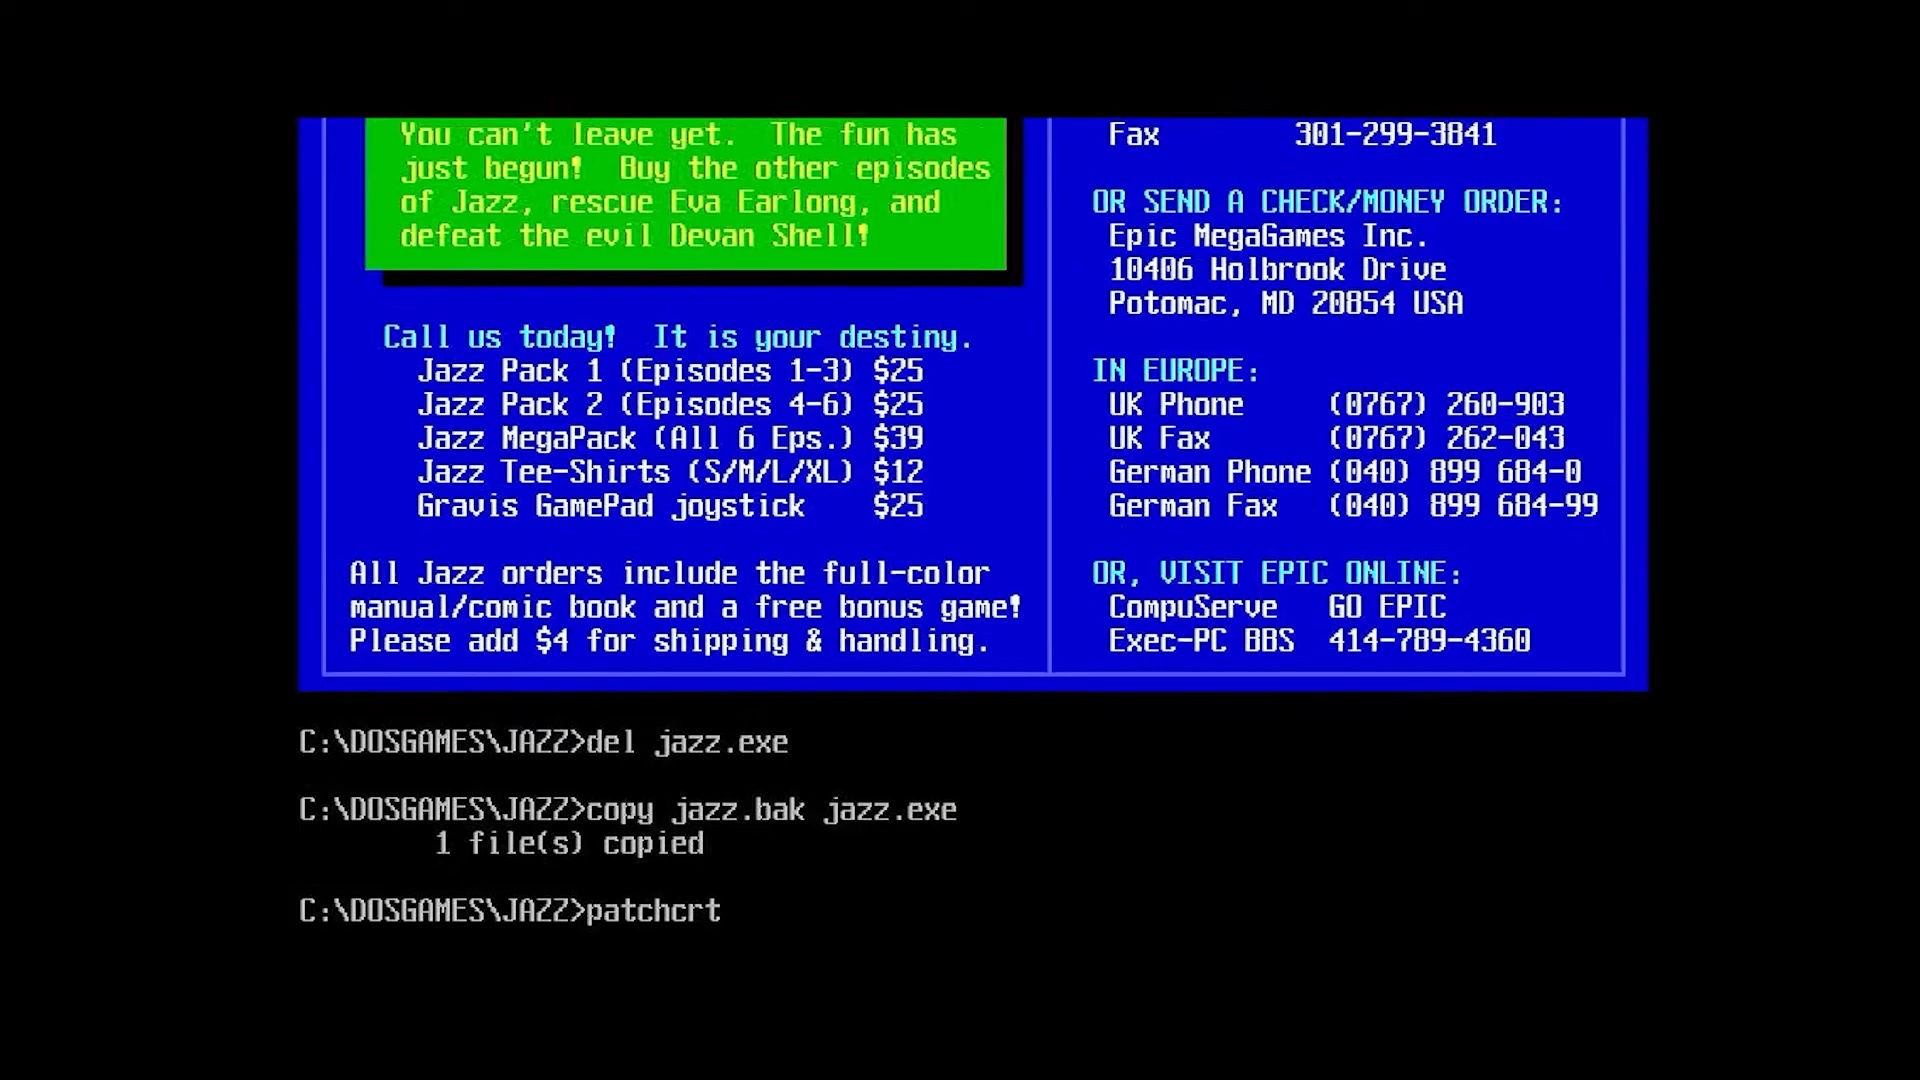 You can't leave yet.  The fun has
just begun!  Buy the other episodes
of Jazz, rescue Eva Earlong, and
defeat the evil Devan Shell!
Call us today!  It is your destiny.
Jazz Pack 1 (Episodes 1-3) $25
Jazz Pack 2 (Episodes 4-6) $25
Jazz MegaPack (All 6 Eps.) $39
Jazz Tee-Shirts (S/M/L/XL) $12
Gravis GamePad joystick    $25
All Jazz orders include the full-color
manual/comic book and a free bonus game!
Please add $4 for shipping & handling.
Fax        301-299-3841
OR SEND A CHECK/MONEY ORDER:
Epic MegaGames Inc.
10406 Holbrook Drive
Potomac, MD 20854 USA
IN EUROPE:
UK Phone     (0767) 260-903
UK Fax       (0767) 262-043
German Phone (040) 899 684-0
German Fax   (040) 899 684-99
OR, VISIT EPIC ONLINE:
CompuServe   GO EPIC
Exec-PC BBS  414-789-4360
C:\DOSGAMES\JAZZ>del jazz.exe
C:\DOSGAMES\JAZZ>copy jazz.bak jazz.exe
1 file(s) copied
C:\DOSGAMES\JAZZ>patchcrt